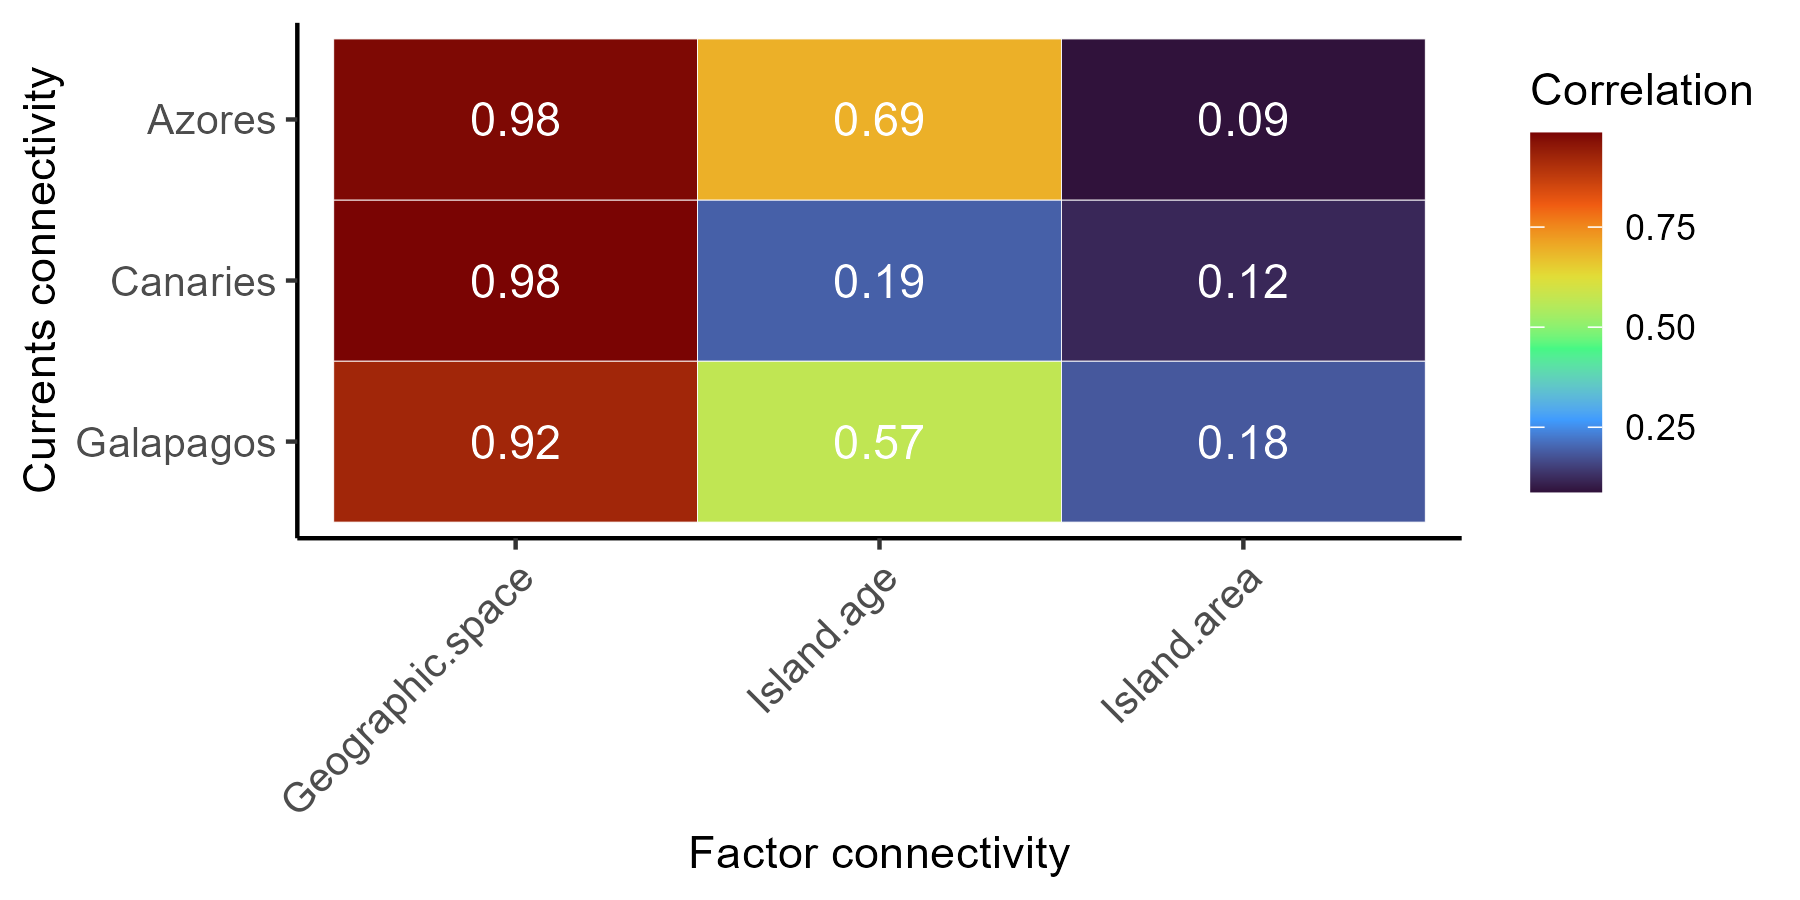 Currents connectivity
Azores
0.98
0.69
0.09
Canaries
0.98
0.19
0.12
Galapagos
0.92
0.57
0.18
Geographic.space
Island.age
Island.area
Factor connectivity
Correlation
0.75
0.50
0.25